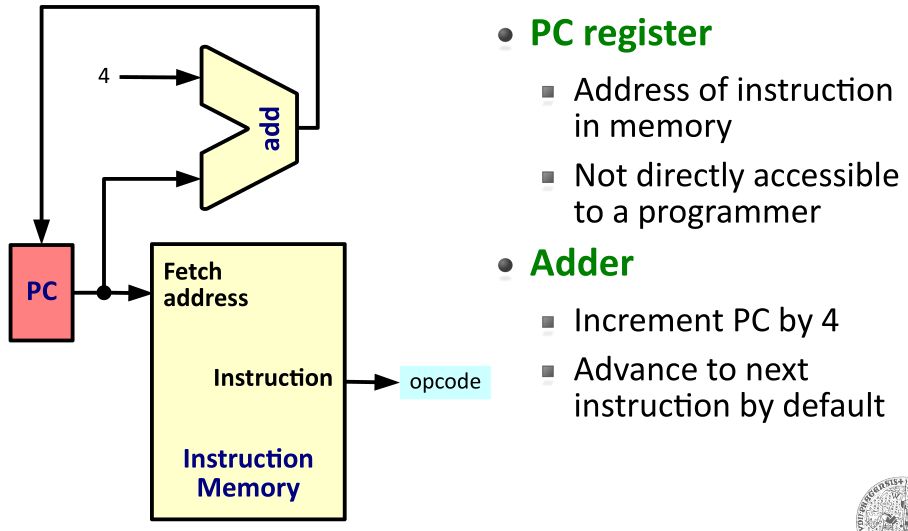 4
add
PC
Fetch
address
Instruction
opcode
Instruction
Memory
PC register
Address of instruction
in memory
Not directly accessible
to a programmer
Adder
Increment PC by 4
Advance to next
instruction by default